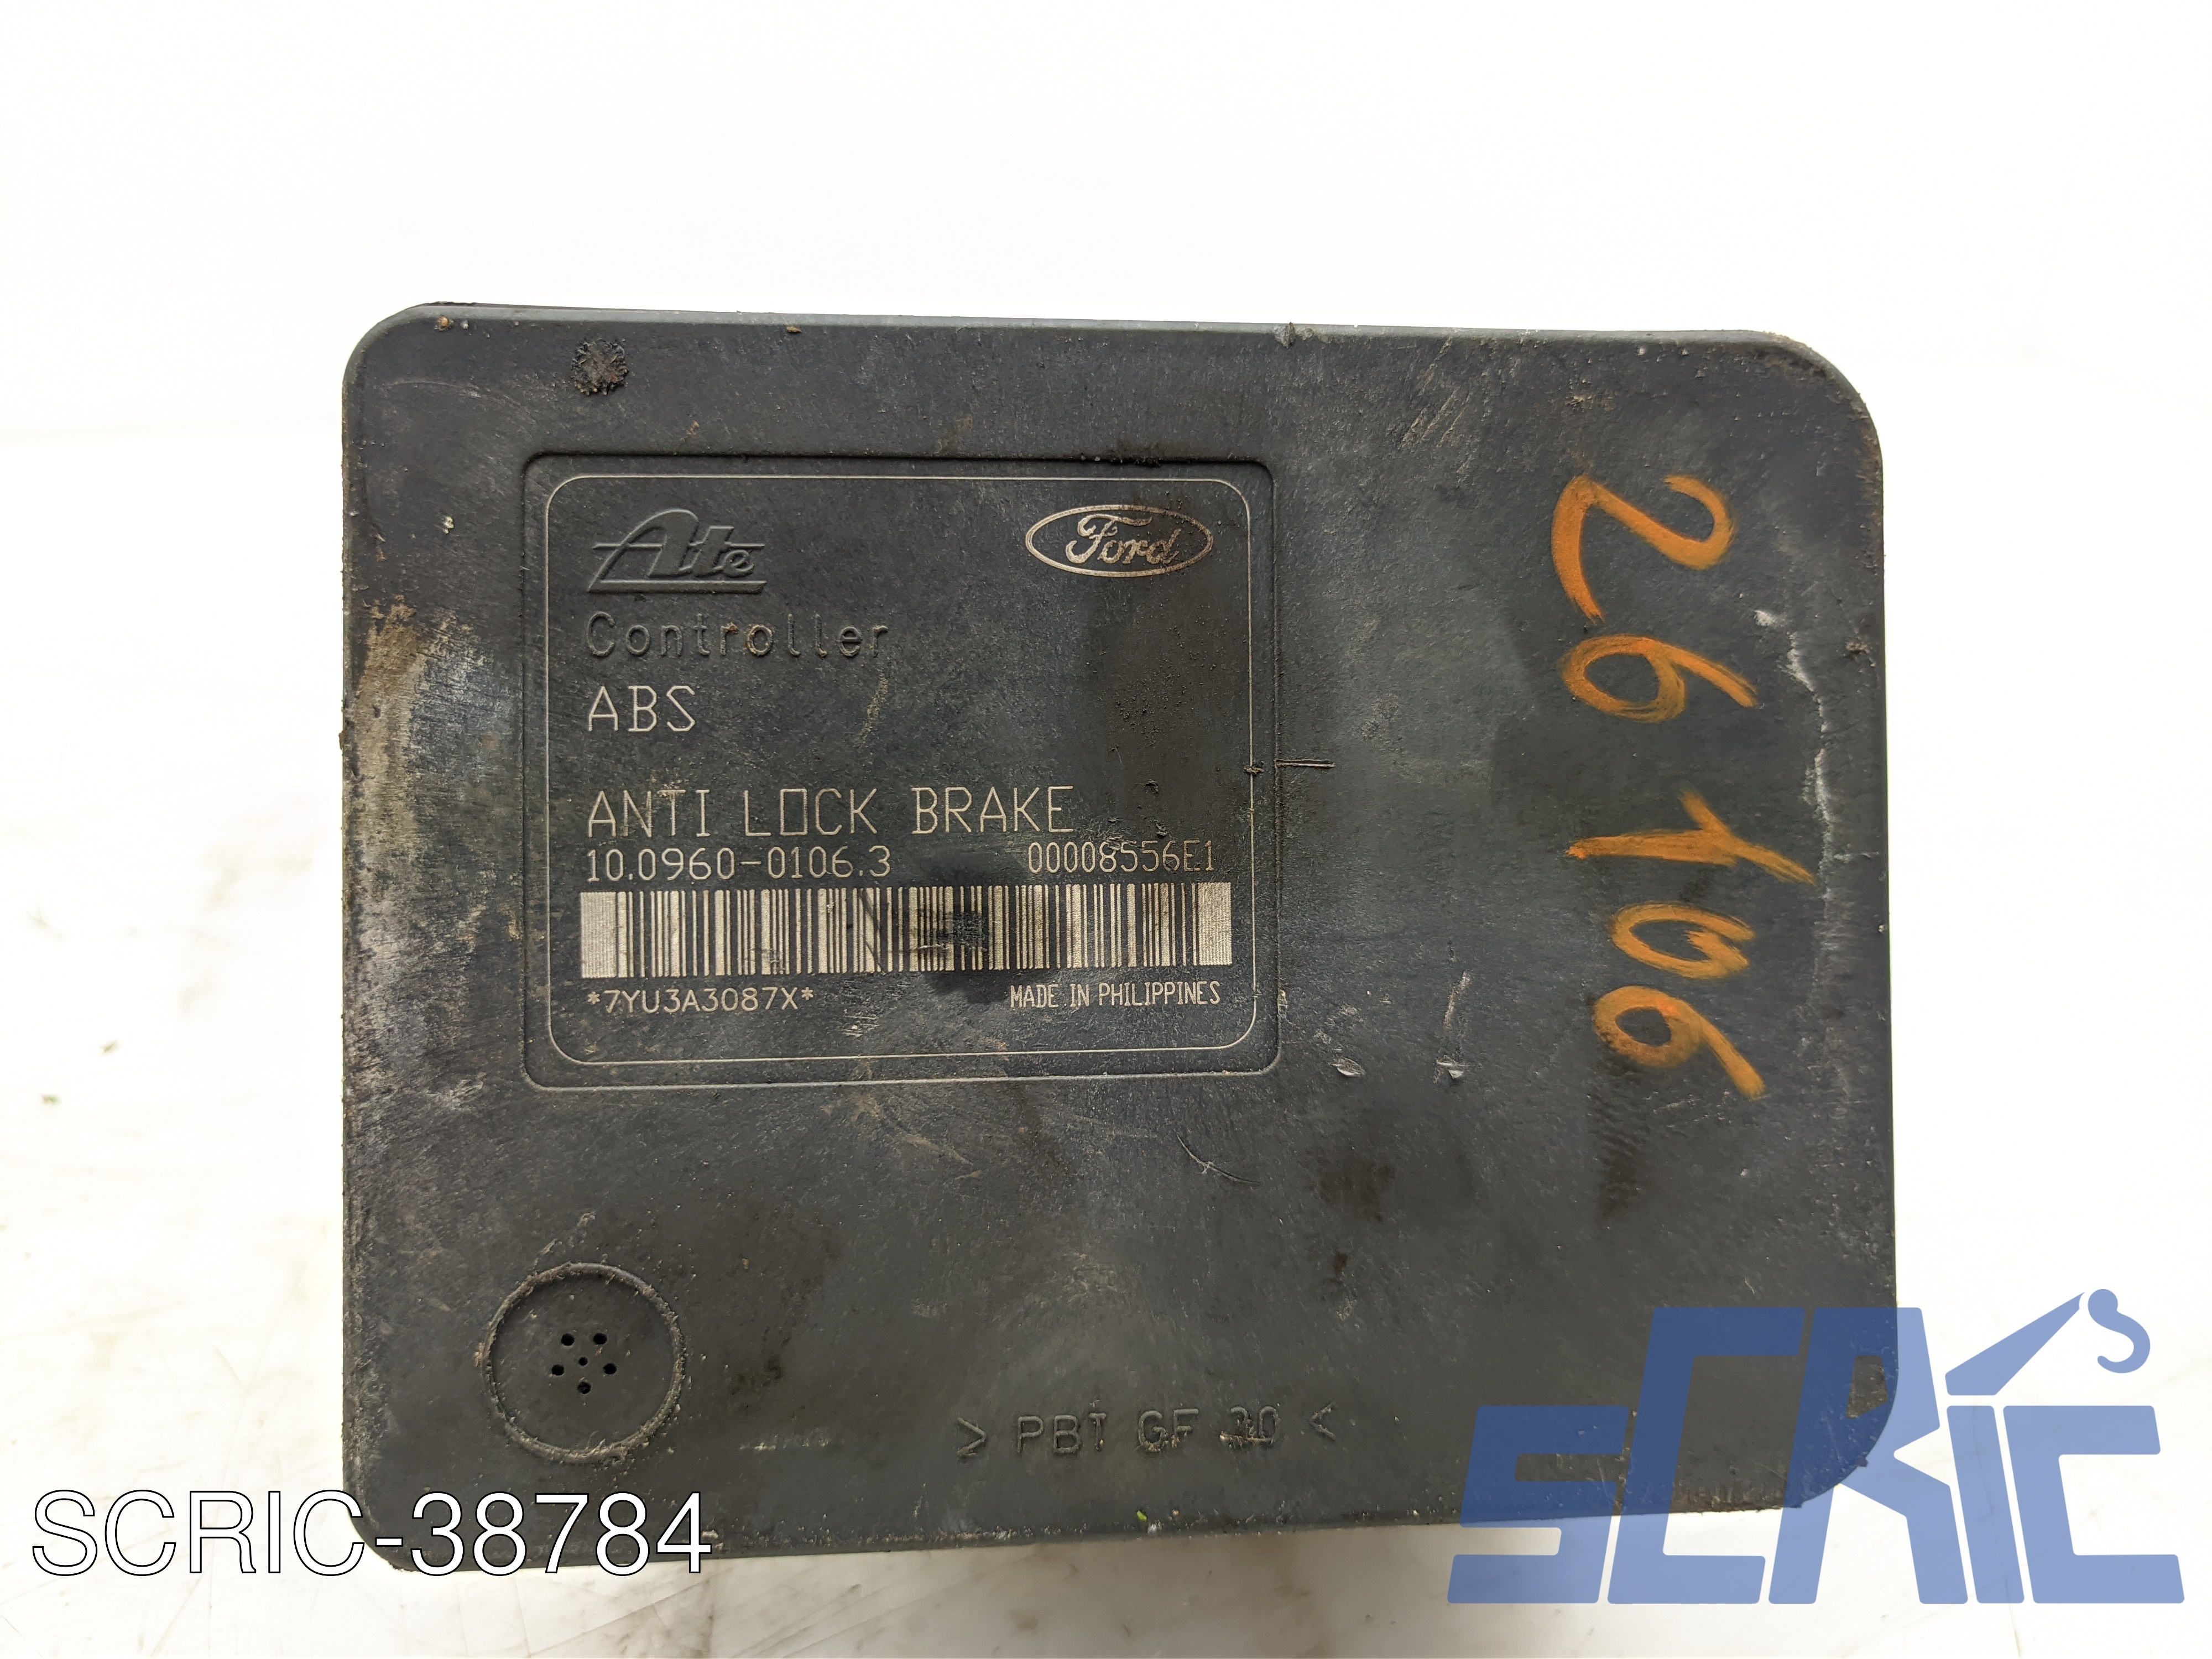 Ate
Ford
Controller
ABS
ANTI LOCK BRAKE
10.0960-0106.3 00008556E1
*7YU3A3087X* MADE IN PHILIPPINES
26106
> PBT GF 30 <
SCRIC-38784
SCRIC